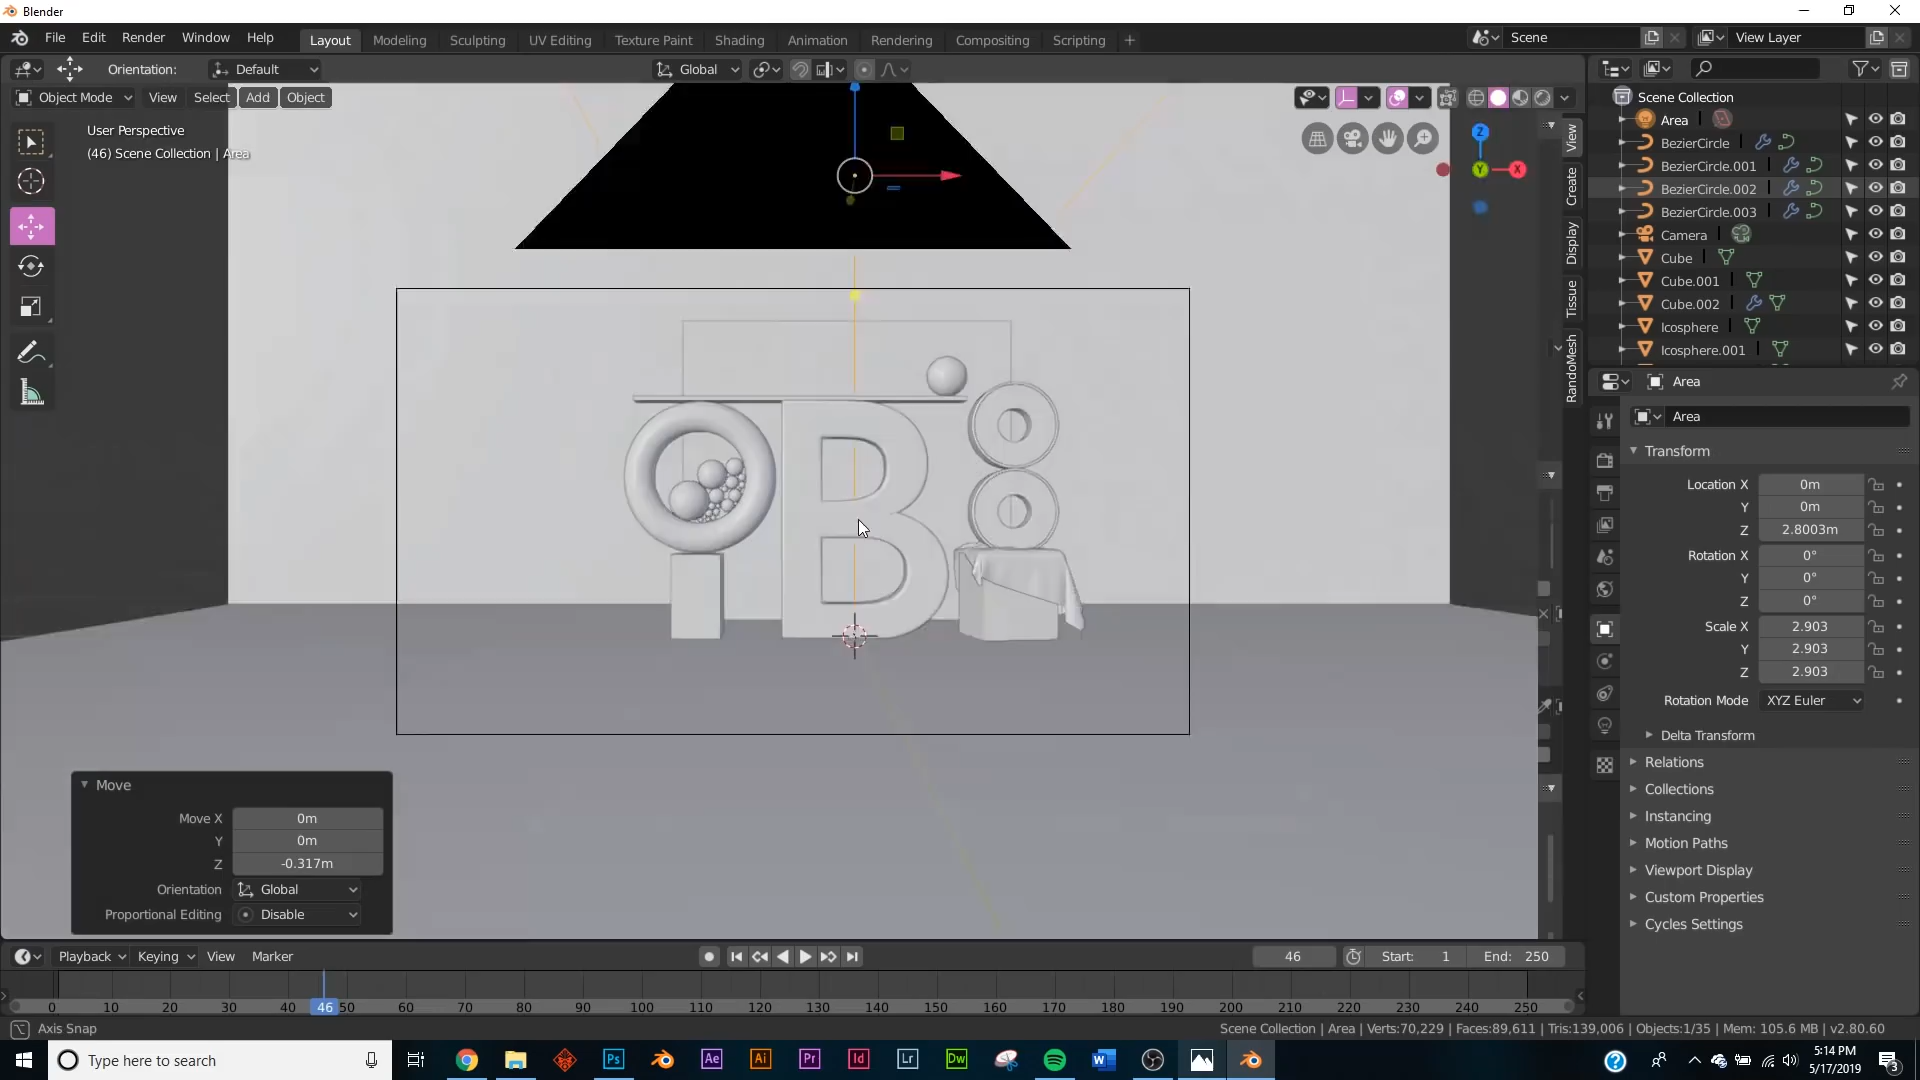 Blender
File Edit Render Window Help Layout Modeling Sculpting UV Editing Texture Paint Shading Animation Rendering Compositing Scripting + Scene View Layer
Orientation: Default Global
Object Mode View Select Add Object
User Perspective
(46) Scene Collection | Area
Z
Y
X
View
Create
Display
Tissue
RandoMesh
B
Scene Collection
Area
BezierCircle
BezierCircle.001
BezierCircle.002
BezierCircle.003
Camera
Cube
Cube.001
Cube.002
Icosphere
Icosphere.001
Area
Area
Transform
Location X 0m
Y 0m
Z 2.8003m
Rotation X 0°
Y 0°
Z 0°
Scale X 2.903
Y 2.903
Z 2.903
Rotation Mode XYZ Euler
Delta Transform
Relations
Collections
Instancing
Motion Paths
Viewport Display
Custom Properties
Cycles Settings
Move
Move X 0m
Y 0m
Z -0.317m
Orientation Global
Proportional Editing Disable
Playback Keying View Marker 46 Start: 1 End: 250
0 10 20 30 40 46 50 60 70 80 90 100 110 120 130 140 150 160 170 180 190 200 210 220 230 240 250
Axis Snap Scene Collection | Area | Verts:70,229 | Faces:89,611 | Tris:139,006 | Objects:1/35 | Mem: 105.6 MB | v2.80.60
Type here to search Ps Ae Ai Pr Id Lr Dw W 5:14 PM
5/17/2019 3